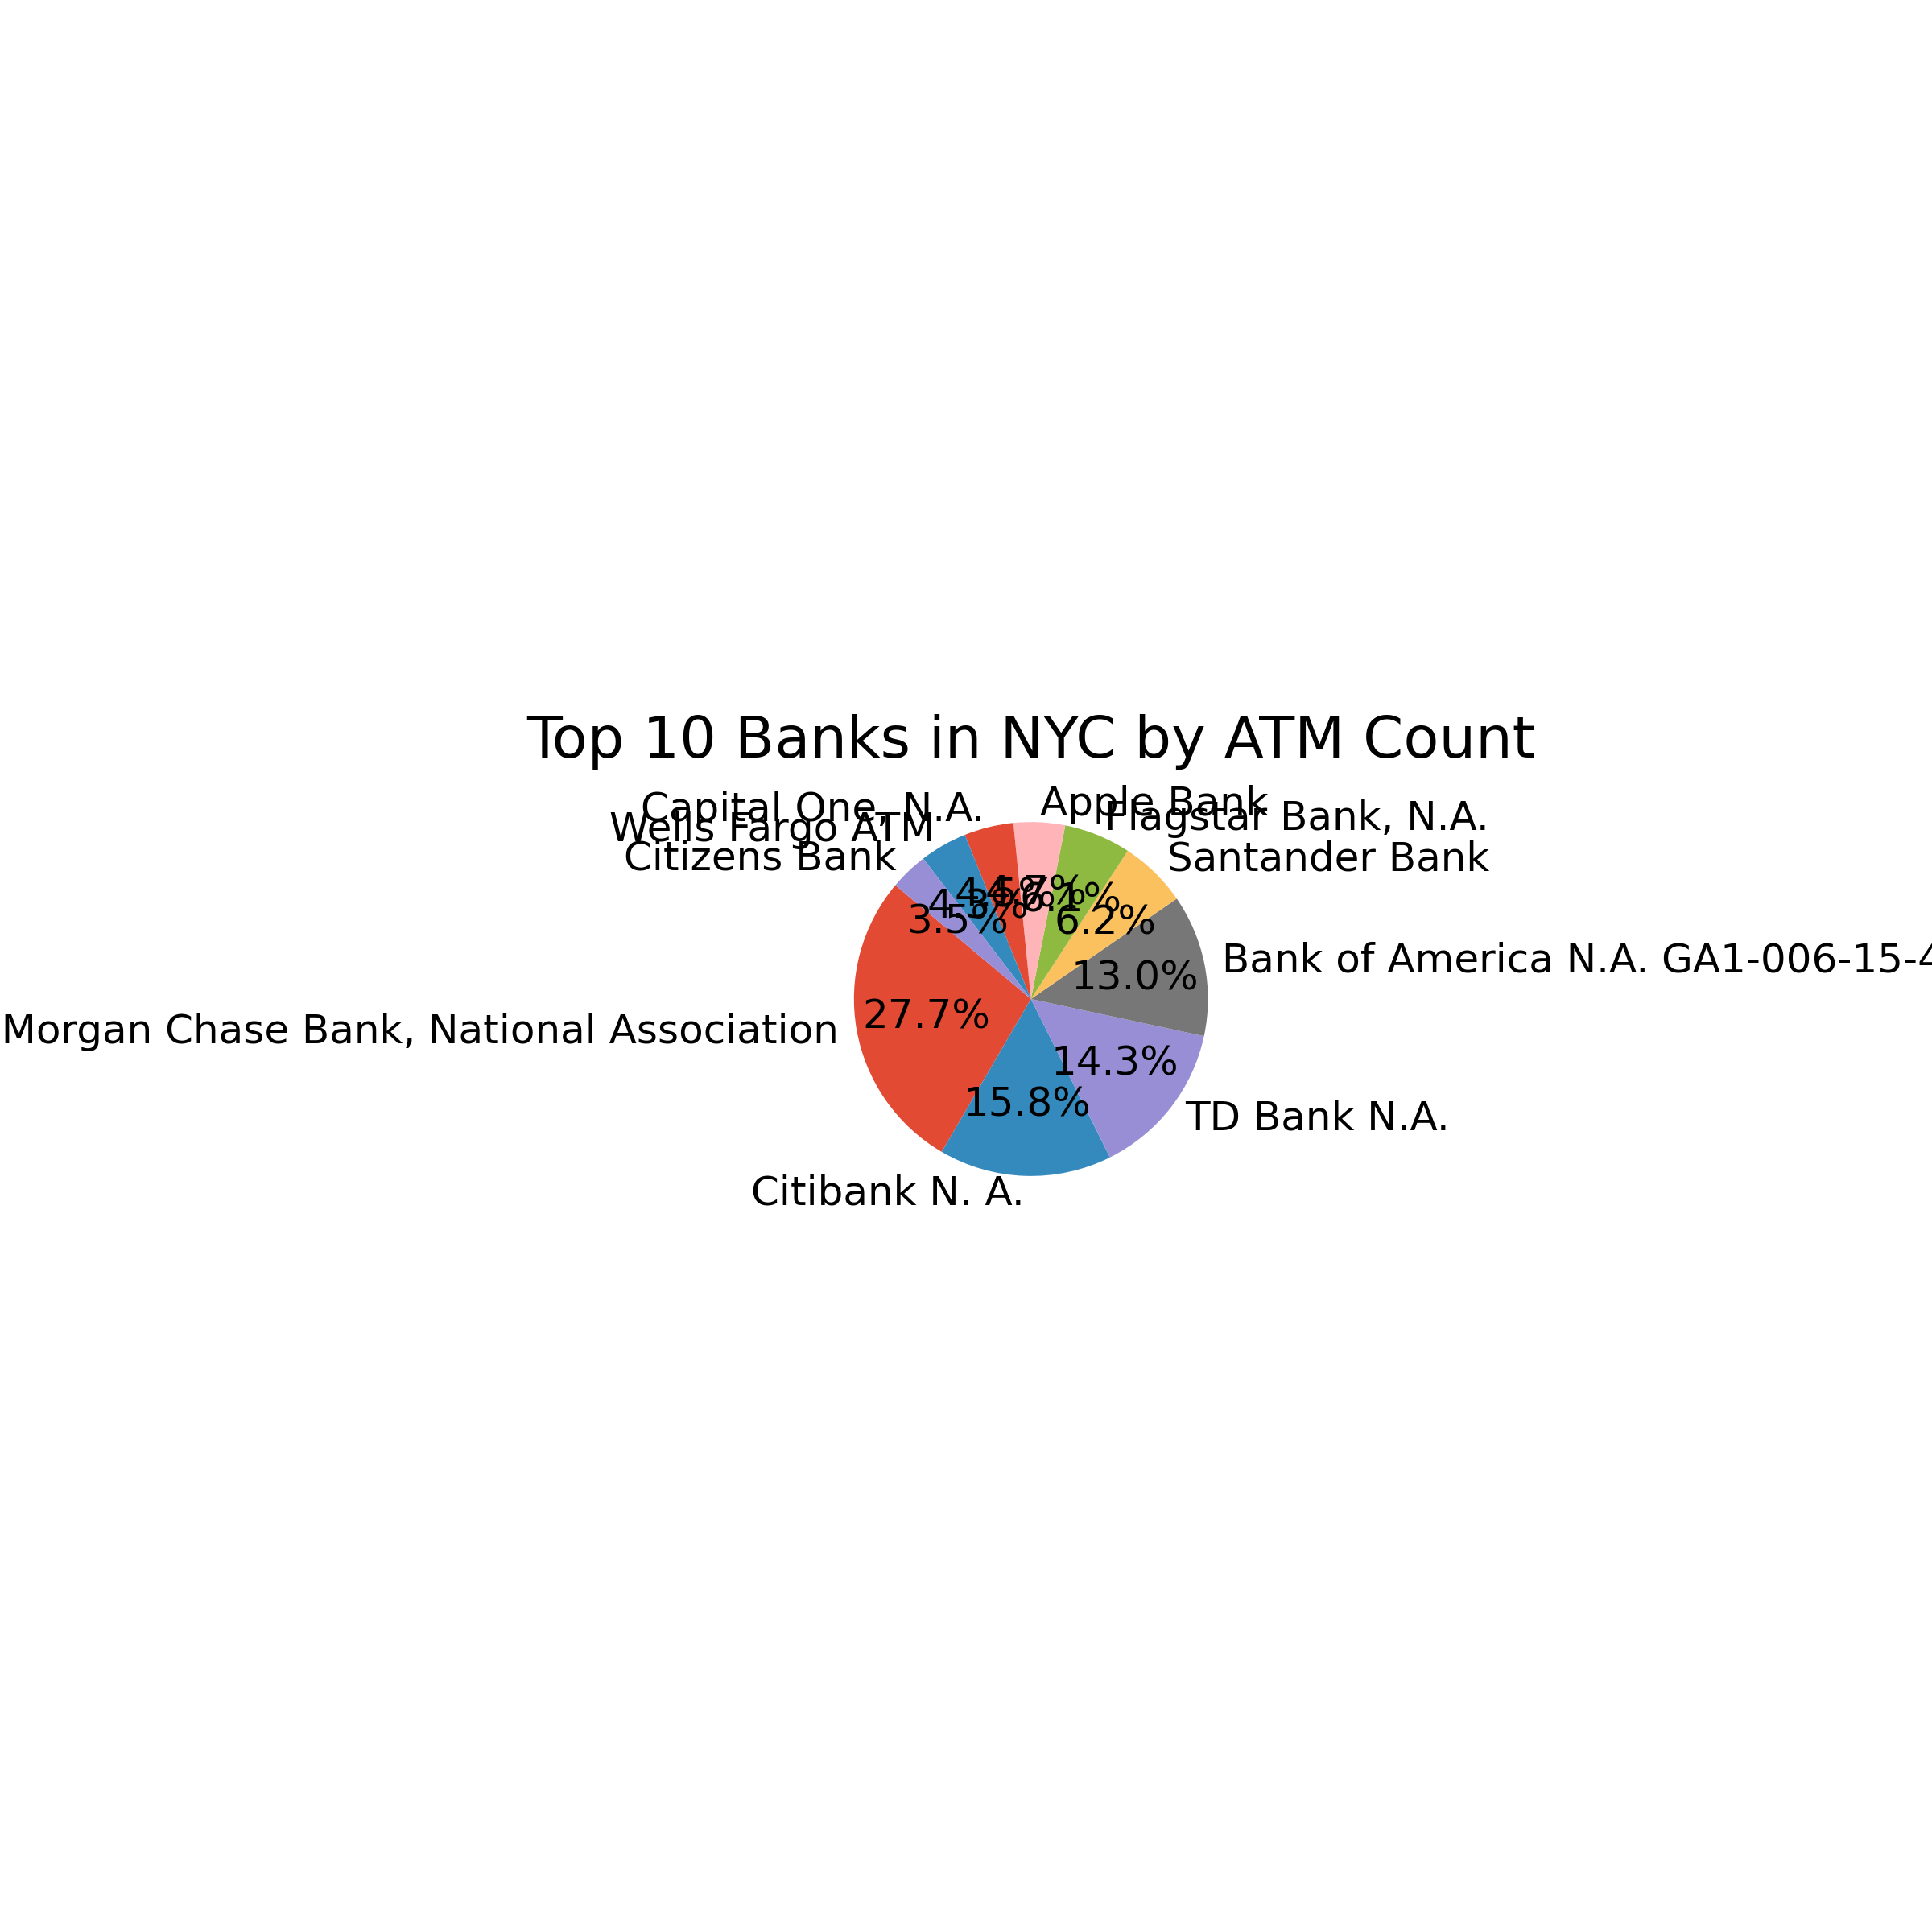 Top 10 Banks in NYC by ATM Count
Apple Bank
Capital One, N.A.
Flagstar Bank, N.A.
Wells Fargo ATM
Citizens Bank
Santander Bank
6.2%
3.5%
Bank of America N.A. GA1-006-15-4
13.0%
27.7%
Morgan Chase Bank, National Association
14.3%
15.8%
TD Bank N.A.
Citibank N. A.